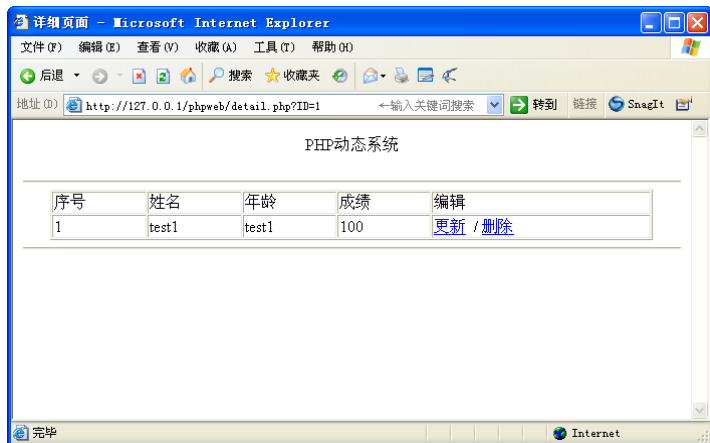 详细页面 - Microsoft Internet Explorer
文件(F) 编辑(E) 查看(V) 收藏(A) 工具(T) 帮助(H)
后退 搜索 收藏夹
地址(D) http://127.0.0.1/phpweb/detail.php?ID=1 ←输入关键词搜索 转到 链接 SnagIt
PHP动态系统
序号 姓名 年龄 成绩 编辑
1 test1 test1 100 更新 / 删除
完毕 Internet